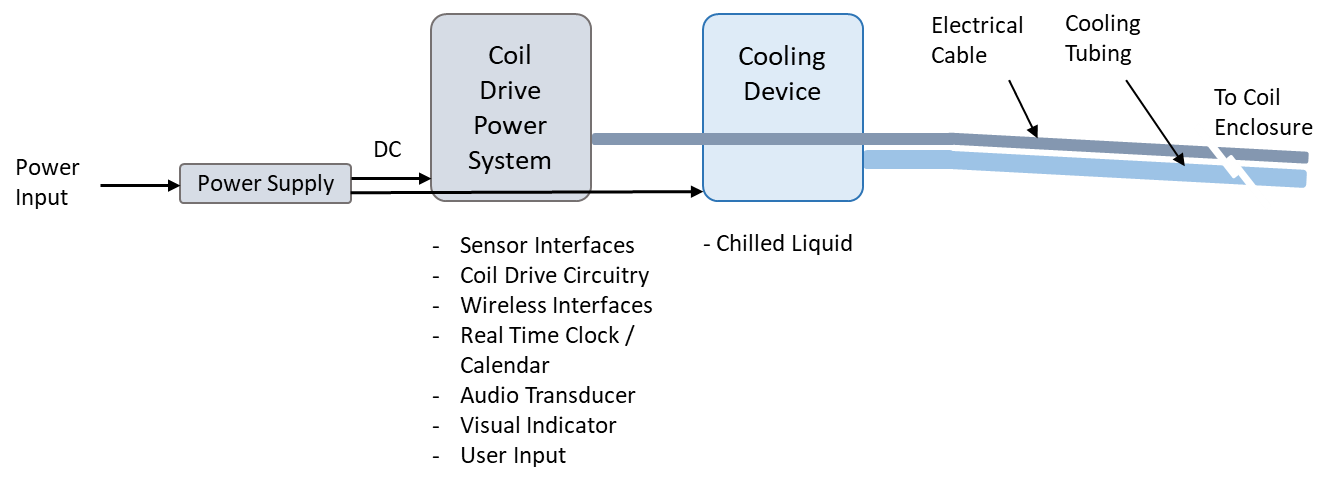 Power
Input
Power Supply
DC
Coil
Drive
Power
System
Cooling
Device
Electrical
Cable
Cooling
Tubing
To Coil
Enclosure
- Sensor Interfaces
- Coil Drive Circuitry
- Wireless Interfaces
- Real Time Clock /
Calendar
- Audio Transducer
- Visual Indicator
- User Input
- Chilled Liquid